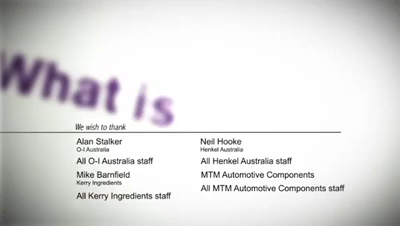 What is
We wish to thank
Alan Stalker
O-I Australia
All O-I Australia staff
Mike Barnfield
Kerry Ingredients
All Kerry Ingredients staff
Neil Hooke
Henkel Australia
All Henkel Australia staff
MTM Automotive Components
All MTM Automotive Components staff